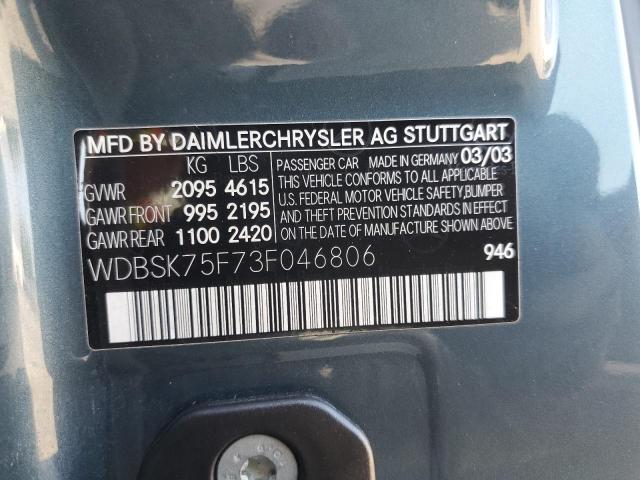 MFD BY DAIMLERCHRYSLER AG STUTTGART
KG LBS
GVWR 2095 4615
GAWR FRONT 995 2195
GAWR REAR 1100 2420
PASSENGER CAR MADE IN GERMANY 03/03
THIS VEHICLE CONFORMS TO ALL APPLICABLE
U.S. FEDERAL MOTOR VEHICLE SAFETY, BUMPER
AND THEFT PREVENTION STANDARDS IN EFFECT
ON THE DATE OF MANUFACTURE SHOWN ABOVE
WDBSK75F73F046806
946